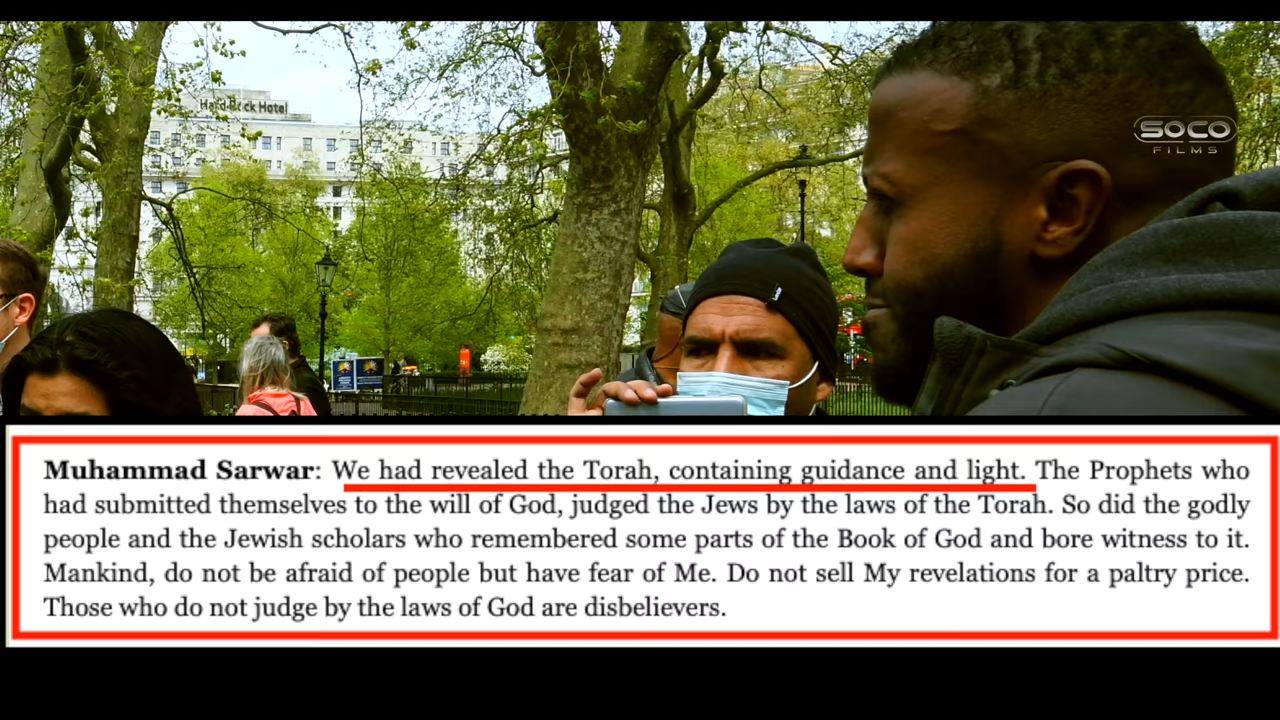 Hard Rock Hotel
SOCO
FILMS
Muhammad Sarwar: We had revealed the Torah, containing guidance and light. The Prophets who
had submitted themselves to the will of God, judged the Jews by the laws of the Torah. So did the godly
people and the Jewish scholars who remembered some parts of the Book of God and bore witness to it.
Mankind, do not be afraid of people but have fear of Me. Do not sell My revelations for a paltry price.
Those who do not judge by the laws of God are disbelievers.